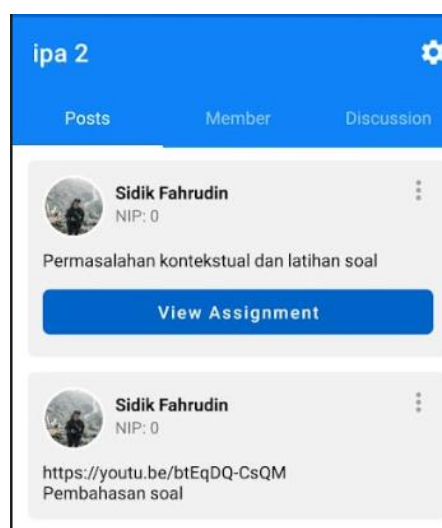 ipa 2
Posts Member Discussion
Sidik Fahrudin
NIP: 0
Permasalahan kontekstual dan latihan soal
View Assignment
Sidik Fahrudin
NIP: 0
https://youtu.be/btEqDQ-CsQM
Pembahasan soal